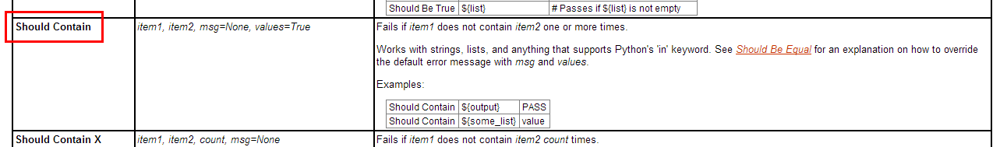 Should Be True ${list} # Passes if ${list} is not empty
Should Contain item1, item2, msg=None, values=True Fails if item1 does not contain item2 one or more times.
Works with strings, lists, and anything that supports Python's 'in' keyword. See Should Be Equal for an explanation on how to override
the default error message with msg and values.
Examples:
Should Contain ${output} PASS
Should Contain ${some_list} value
Should Contain X item1, item2, count, msg=None Fails if item1 does not contain item2 count times.